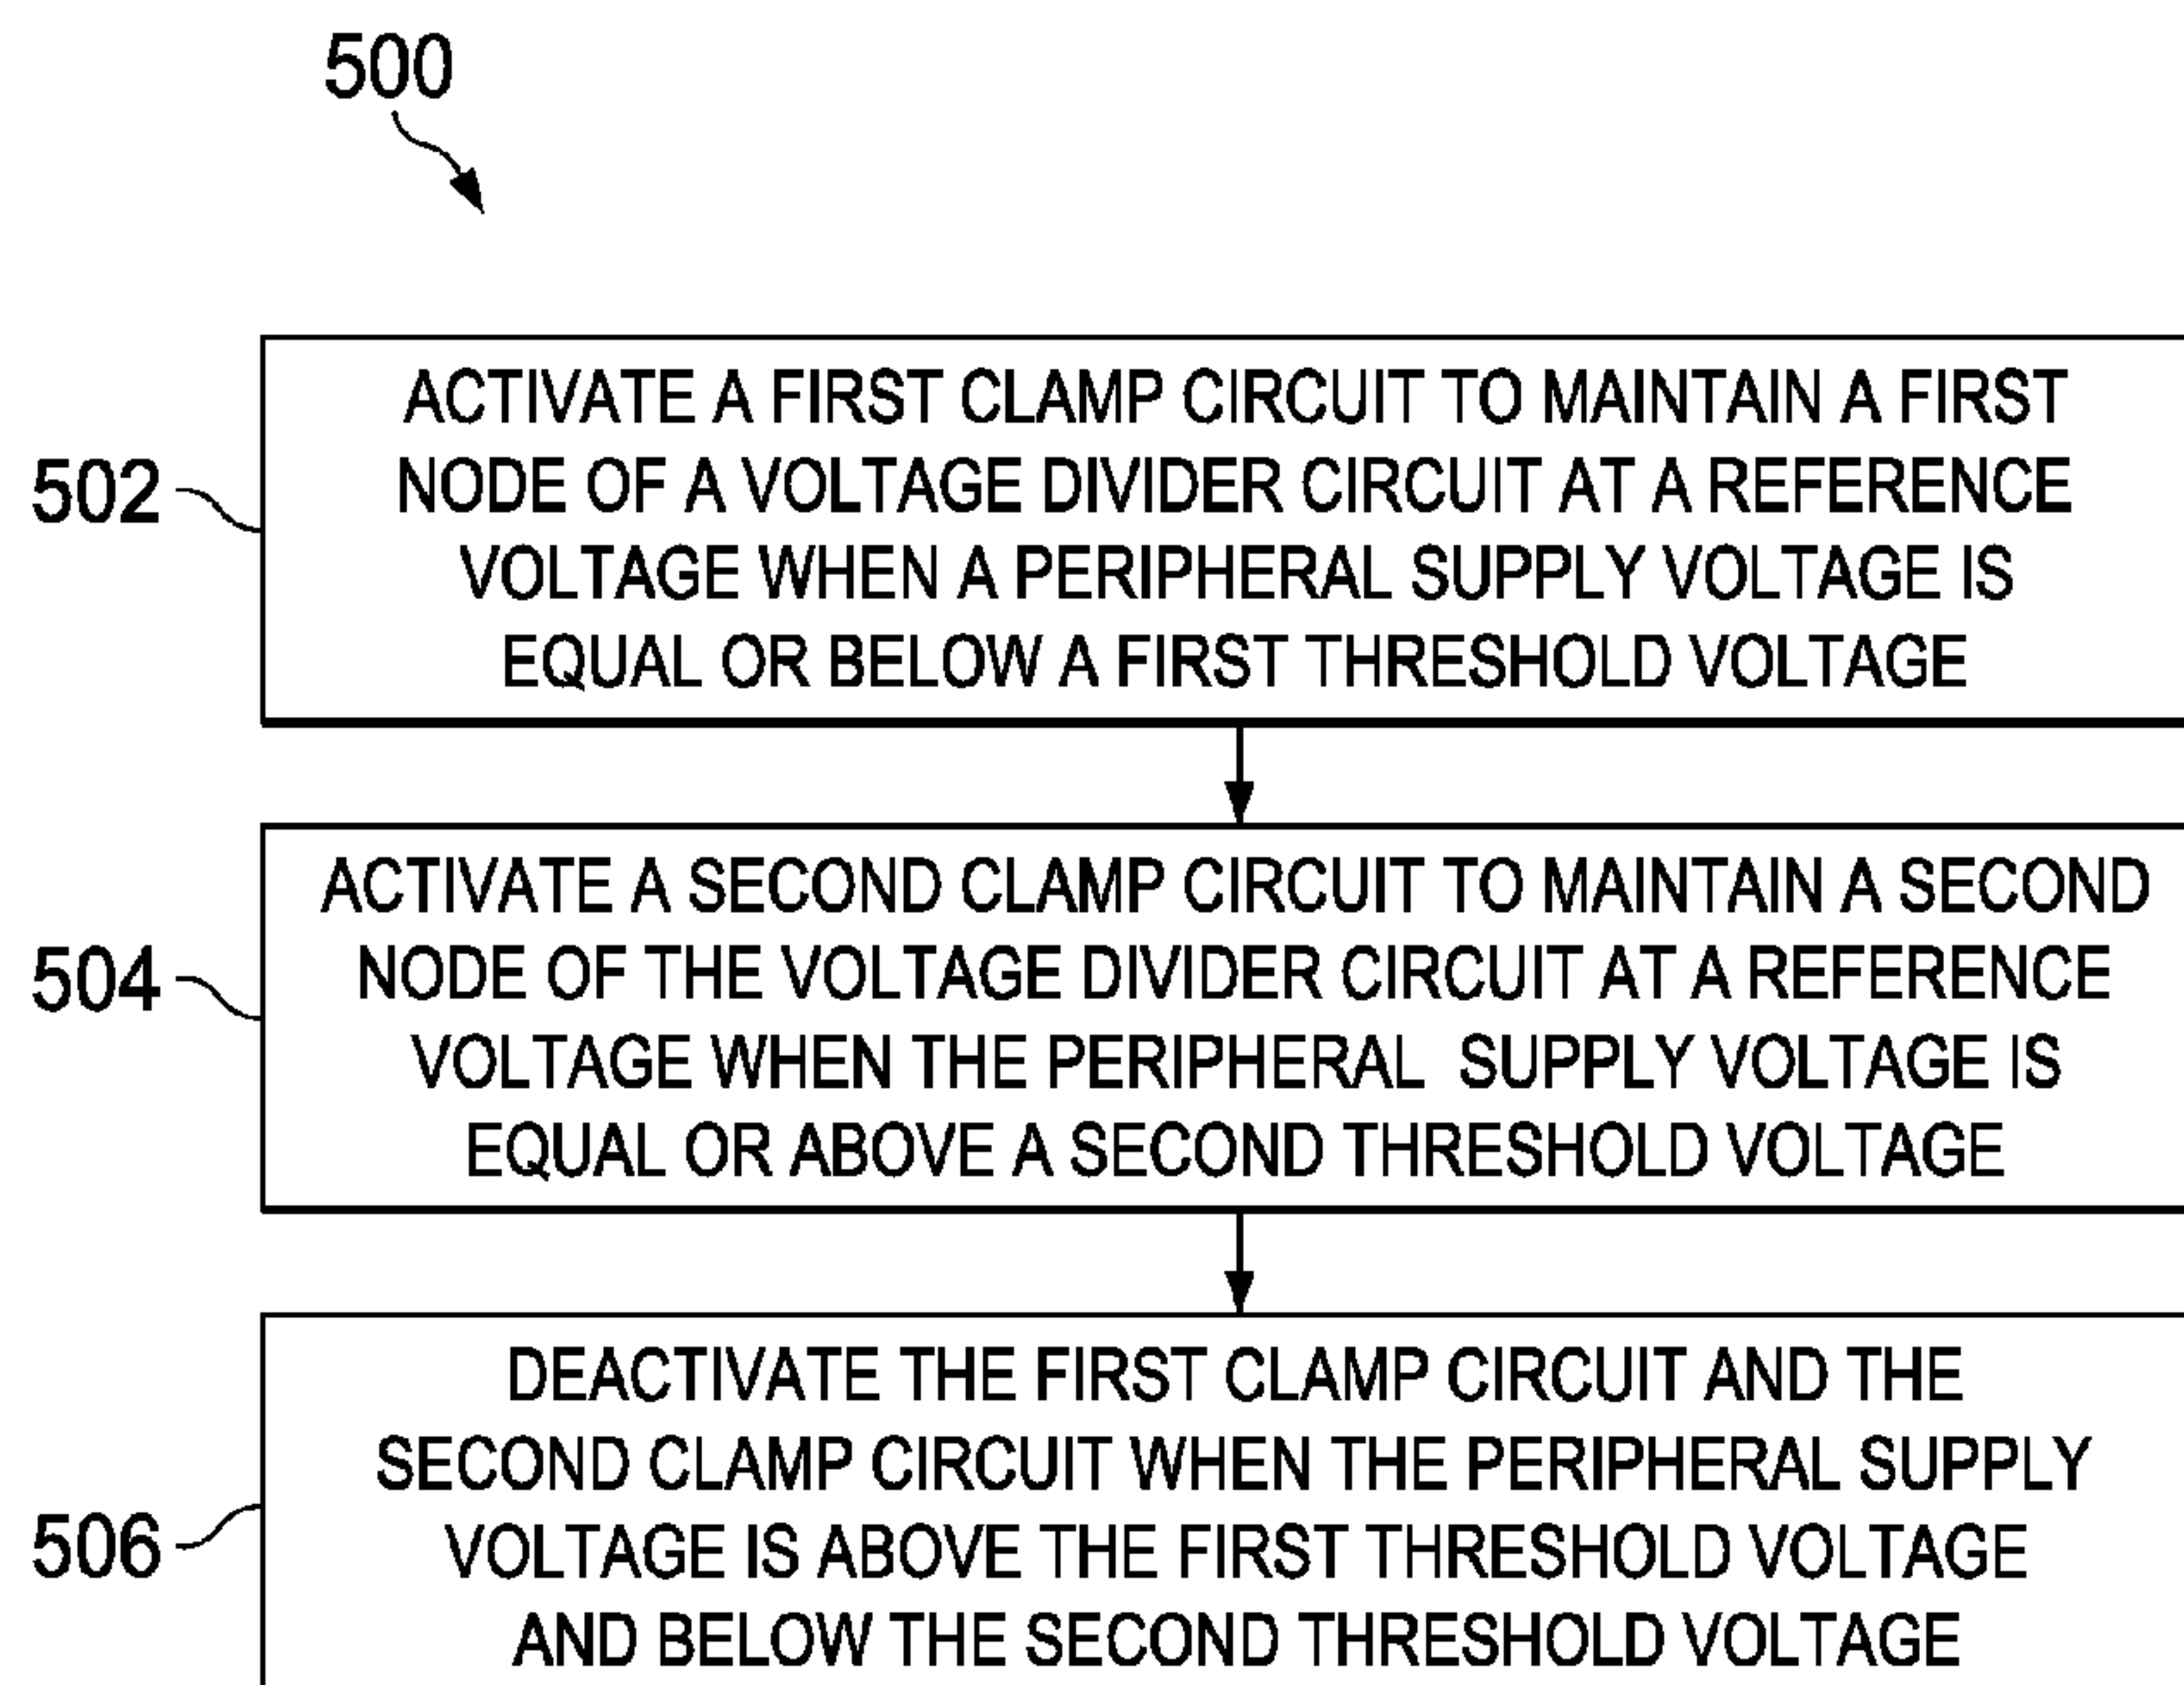 500
502
ACTIVATE A FIRST CLAMP CIRCUIT TO MAINTAIN A FIRST
NODE OF A VOLTAGE DIVIDER CIRCUIT AT A REFERENCE
VOLTAGE WHEN A PERIPHERAL SUPPLY VOLTAGE IS
EQUAL OR BELOW A FIRST THRESHOLD VOLTAGE
504
ACTIVATE A SECOND CLAMP CIRCUIT TO MAINTAIN A SECOND
NODE OF THE VOLTAGE DIVIDER CIRCUIT AT A REFERENCE
VOLTAGE WHEN THE PERIPHERAL SUPPLY VOLTAGE IS
EQUAL OR ABOVE A SECOND THRESHOLD VOLTAGE
506
DEACTIVATE THE FIRST CLAMP CIRCUIT AND THE
SECOND CLAMP CIRCUIT WHEN THE PERIPHERAL SUPPLY
VOLTAGE IS ABOVE THE FIRST THRESHOLD VOLTAGE
AND BELOW THE SECOND THRESHOLD VOLTAGE